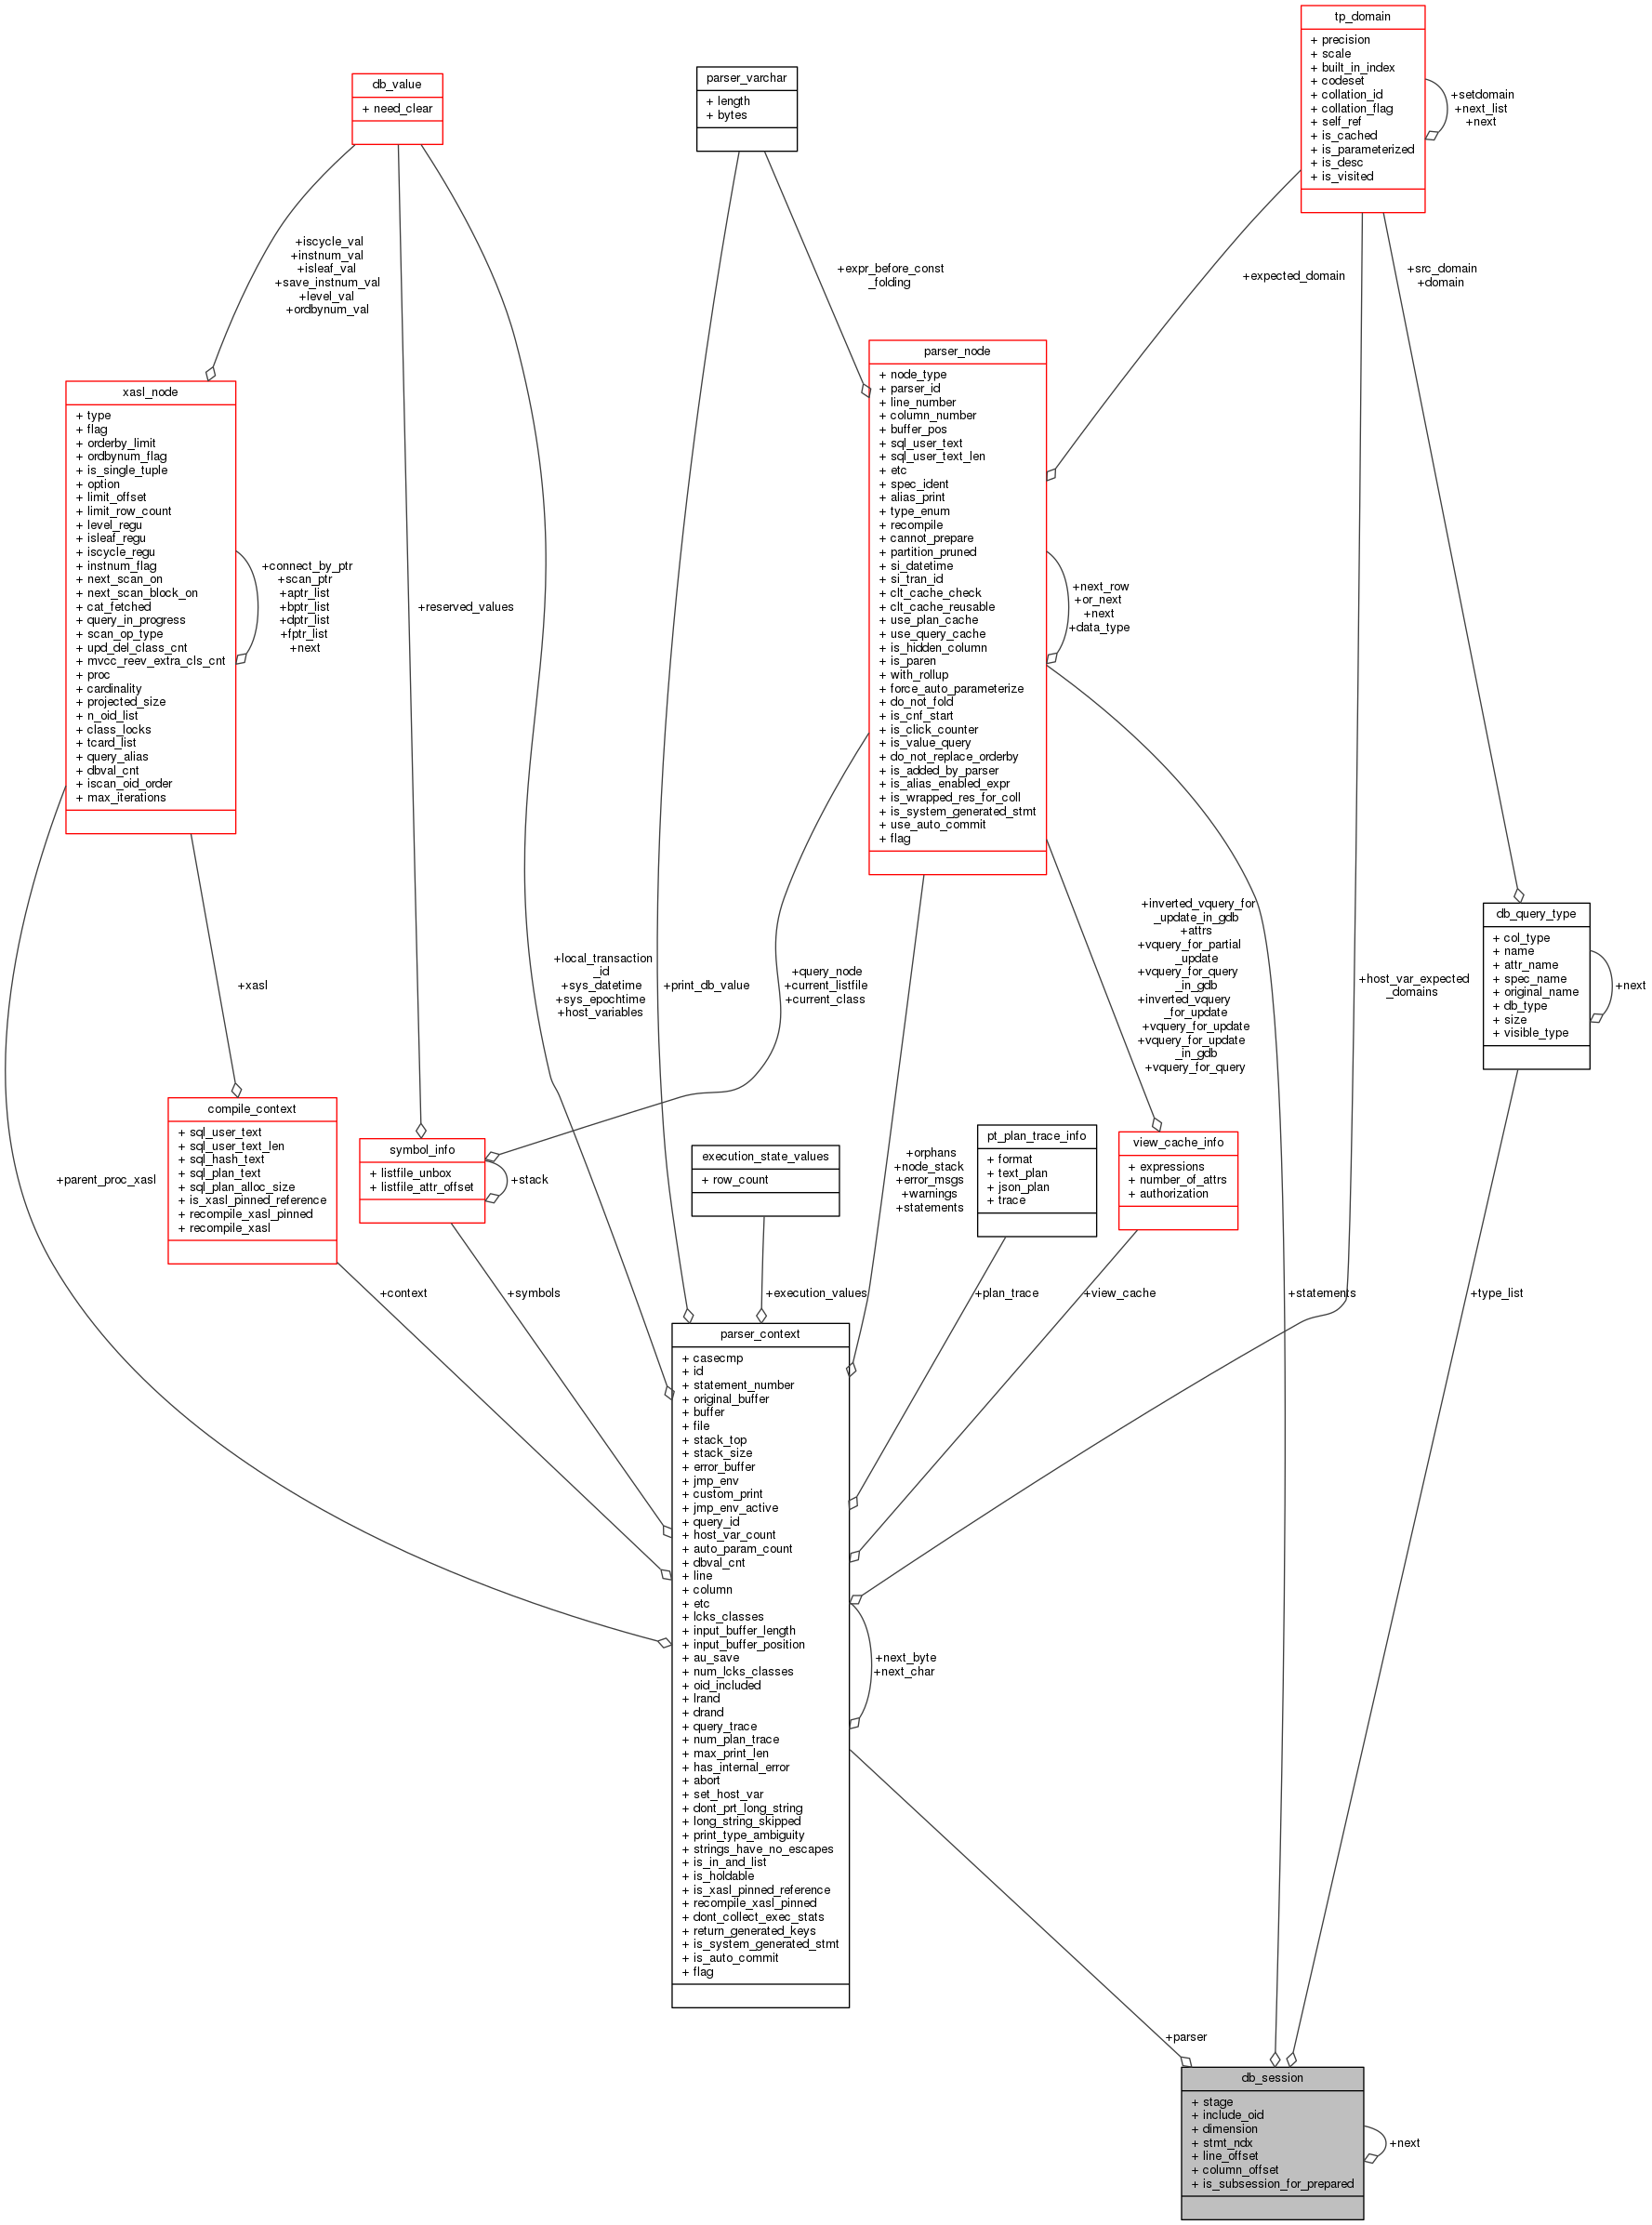 tp_domain
+ precision
+ scale
+ built_in_index
+ codeset
+ collation_id
+ collation_flag
+ self_ref
+ is_cached
+ is_parameterized
+ is_desc
+ is_visited
+setdomain
+next_list
+next
db_value
+ need_clear
parser_varchar
+ length
+ bytes
+iscycle_val
+instnum_val
+isleaf_val
+save_instnum_val
+level_val
+ordbynum_val
+expr_before_const
_folding
+expected_domain
+src_domain
+domain
parser_node
+ node_type
+ parser_id
+ line_number
+ column_number
+ buffer_pos
+ sql_user_text
+ sql_user_text_len
+ etc
+ spec_ident
+ alias_print
+ type_enum
+ recompile
+ cannot_prepare
+ partition_pruned
+ si_datetime
+ si_tran_id
+ clt_cache_check
+ clt_cache_reusable
+ use_plan_cache
+ use_query_cache
+ is_hidden_column
+ is_paren
+ with_rollup
+ force_auto_parameterize
+ do_not_fold
+ is_cnf_start
+ is_click_counter
+ is_value_query
+ do_not_replace_orderby
+ is_added_by_parser
+ is_alias_enabled_expr
+ is_wrapped_res_for_coll
+ is_system_generated_stmt
+ use_auto_commit
+ flag
+next_row
+or_next
+next
+data_type
xasl_node
+ type
+ flag
+ orderby_limit
+ ordbynum_flag
+ is_single_tuple
+ option
+ limit_offset
+ limit_row_count
+ level_regu
+ isleaf_regu
+ iscycle_regu
+ instnum_flag
+ next_scan_on
+ next_scan_block_on
+ cat_fetched
+ query_in_progress
+ scan_op_type
+ upd_del_class_cnt
+ mvcc_reev_extra_cls_cnt
+ proc
+ cardinality
+ projected_size
+ n_oid_list
+ class_locks
+ tcard_list
+ query_alias
+ dbval_cnt
+ iscan_oid_order
+ max_iterations
+connect_by_ptr
+scan_ptr
+aptr_list
+bptr_list
+dptr_list
+fptr_list
+next
+reserved_values
+xasl
+local_transaction
_id
+sys_datetime
+sys_epochtime
+host_variables
+print_db_value
+query_node
+current_listfile
+current_class
+inverted_vquery_for
_update_in_gdb
+attrs
+vquery_for_partial
_update
+vquery_for_query
_in_gdb
+inverted_vquery
_for_update
+vquery_for_update
+vquery_for_update
_in_gdb
+vquery_for_query
+host_var_expected
_domains
db_query_type
+ col_type
+ name
+ attr_name
+ spec_name
+ original_name
+ db_type
+ size
+ visible_type
+next
compile_context
+ sql_user_text
+ sql_user_text_len
+ sql_hash_text
+ sql_plan_text
+ sql_plan_alloc_size
+ is_xasl_pinned_reference
+ recompile_xasl_pinned
+ recompile_xasl
symbol_info
+ listfile_unbox
+ listfile_attr_offset
+stack
execution_state_values
+ row_count
+orphans
+node_stack
+error_msgs
+warnings
+statements
pt_plan_trace_info
+ format
+ text_plan
+ json_plan
+ trace
view_cache_info
+ expressions
+ number_of_attrs
+ authorization
+parent_proc_xasl
+context
+symbols
+execution_values
+plan_trace
+view_cache
+statements
+type_list
parser_context
+ casecmp
+ id
+ statement_number
+ original_buffer
+ buffer
+ file
+ stack_top
+ stack_size
+ error_buffer
+ jmp_env
+ custom_print
+ jmp_env_active
+ query_id
+ host_var_count
+ auto_param_count
+ dbval_cnt
+ line
+ column
+ etc
+ lcks_classes
+ input_buffer_length
+ input_buffer_position
+ au_save
+ num_lcks_classes
+ oid_included
+ lrand
+ drand
+ query_trace
+ num_plan_trace
+ max_print_len
+ has_internal_error
+ abort
+ set_host_var
+ dont_prt_long_string
+ long_string_skipped
+ print_type_ambiguity
+ strings_have_no_escapes
+ is_in_and_list
+ is_holdable
+ is_xasl_pinned_reference
+ recompile_xasl_pinned
+ dont_collect_exec_stats
+ return_generated_keys
+ is_system_generated_stmt
+ is_auto_commit
+ flag
+next_byte
+next_char
+parser
db_session
+ stage
+ include_oid
+ dimension
+ stmt_ndx
+ line_offset
+ column_offset
+ is_subsession_for_prepared
+next